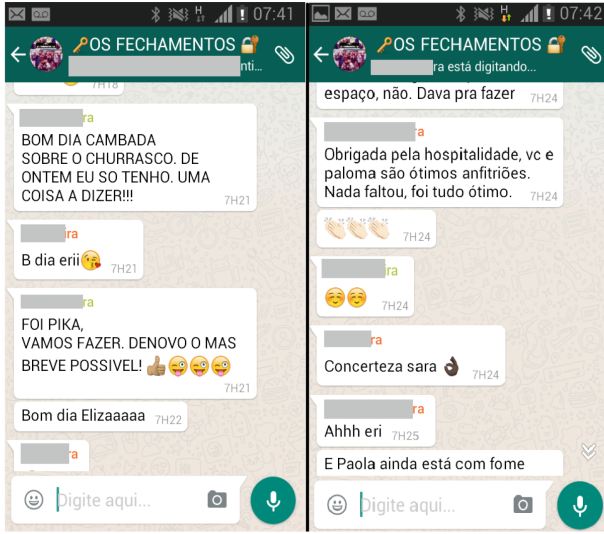 07:41
OS FECHAMENTOS
nti...
7H18
ra
BOM DIA CAMBADA
SOBRE O CHURRASCO. DE
ONTEM EU SO TENHO. UMA
COISA A DIZER!!!
7H21
ira
B dia erii
7H21
ra
FOI PIKA,
VAMOS FAZER. DENOVO O MAS
BREVE POSSIVEL!
7H21
Bom dia Elizaaaaa 7H22
ra
Digite aqui...
07:42
OS FECHAMENTOS
ra está digitando...
espaço, não. Dava pra fazer 7H24
ra
Obrigada pela hospitalidade, vc e
paloma são ótimos anfitriões.
Nada faltou, foi tudo ótimo. 7H24
7H24
ra
7H24
ra
Concerteza sara 7H24
ra
Ahhh eri 7H25
E Paola ainda está com fome
Digite aqui...